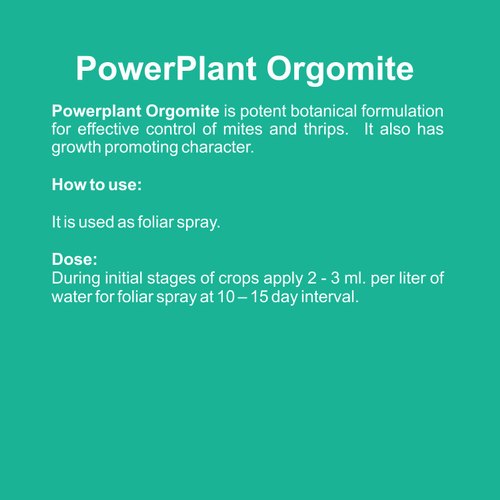 PowerPlant Orgomite
Powerplant Orgomite is potent botanical formulation
for effective control of mites and thrips. It also has
growth promoting character.
How to use:
It is used as foliar spray.
Dose:
During initial stages of crops apply 2 - 3 ml. per liter of
water for foliar spray at 10 – 15 day interval.